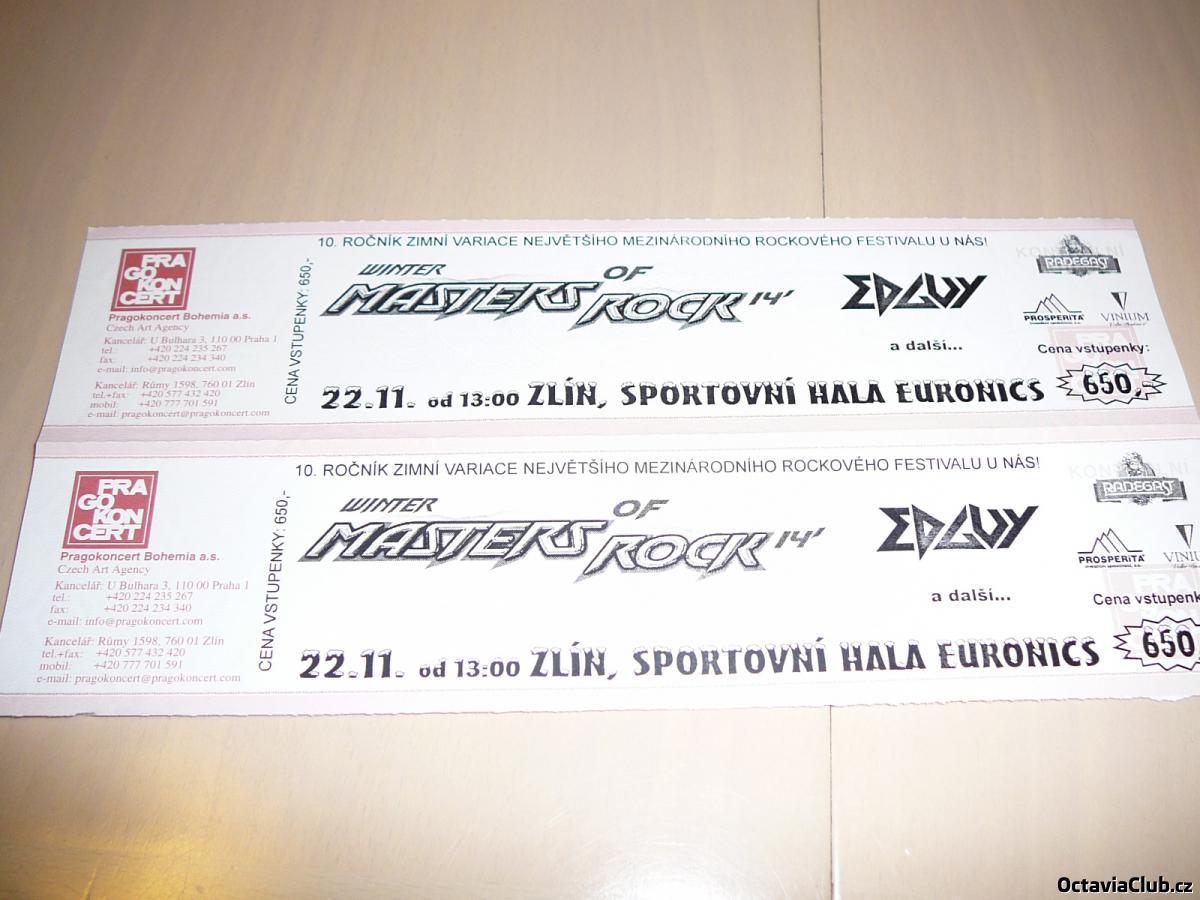 10. ROČNÍK ZIMNÍ VARIACE NEJVĚTŠÍHO MEZINÁRODNÍHO ROCKOVÉHO FESTIVALU U NÁS!
PRA
GO
KON
CERT
Pragokoncert Bohemia a.s.
Czech Art Agency
Kancelář: U Bulhara 3, 110 00 Praha 1
tel.: +420 224 235 267
fax: +420 224 234 340
e-mail: info@pragokoncert.com
Kancelář: Růmy 1598, 760 01 Zlín
tel.+fax: +420 577 432 420
mobil: +420 777 701 591
e-mail: pragokoncert@pragokoncert.com
CENA VSTUPENKY: 650,-
WINTER
MASTERS OF ROCK 14'
EDGUY
a další...
22.11. od 13:00 ZLÍN, SPORTOVNÍ HALA EURONICS
RADEGAST
PROSPERITA
VINIUM
Cena vstupenky:
650,-
10. ROČNÍK ZIMNÍ VARIACE NEJVĚTŠÍHO MEZINÁRODNÍHO ROCKOVÉHO FESTIVALU U NÁS!
PRA
GO
KON
CERT
Pragokoncert Bohemia a.s.
Czech Art Agency
Kancelář: U Bulhara 3, 110 00 Praha 1
tel.: +420 224 235 267
fax: +420 224 234 340
e-mail: info@pragokoncert.com
Kancelář: Růmy 1598, 760 01 Zlín
tel.+fax: +420 577 432 420
mobil: +420 777 701 591
e-mail: pragokoncert@pragokoncert.com
CENA VSTUPENKY: 650,-
WINTER
MASTERS OF ROCK 14'
EDGUY
a další...
22.11. od 13:00 ZLÍN, SPORTOVNÍ HALA EURONICS
RADEGAST
PROSPERITA
VINIU
Cena vstupenk
650,
OctaviaClub.cz